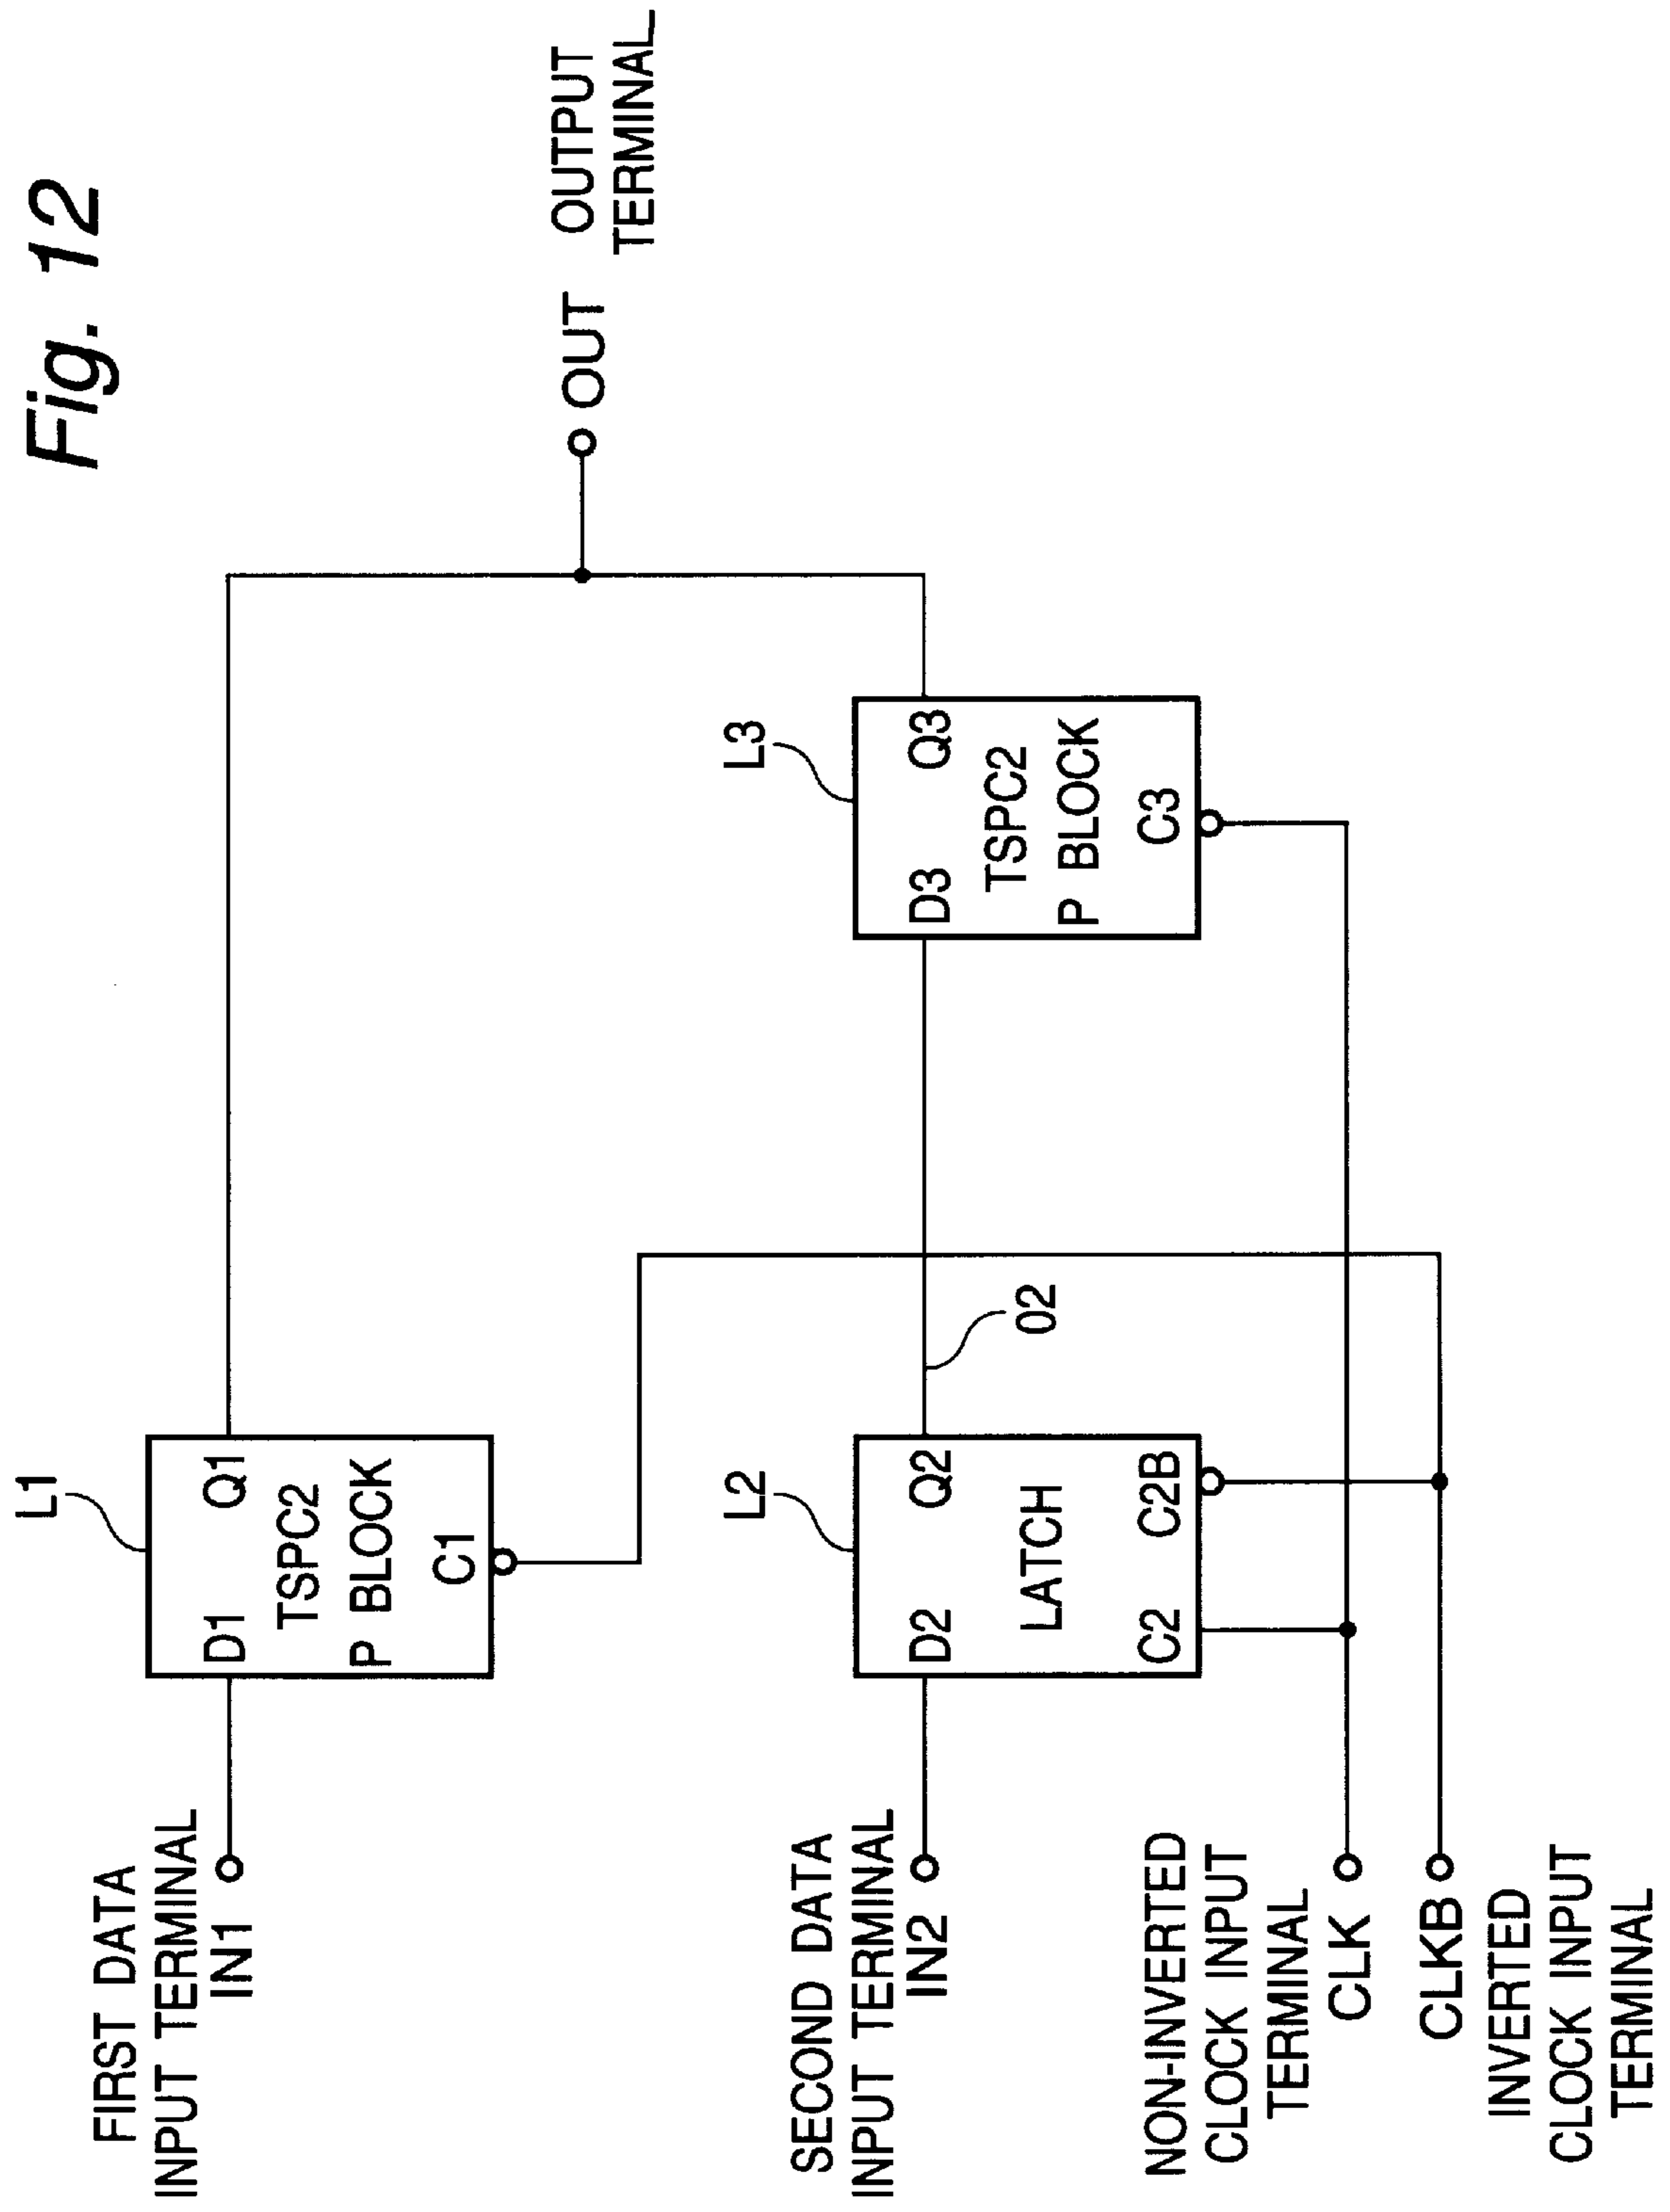 Fig. 12
FIRST DATA
INPUT TERMINAL
IN1
L1
D1
Q1
TSPC2
P BLOCK
C1
OUT
OUTPUT
TERMINAL
SECOND DATA
INPUT TERMINAL
IN2
L2
D2
Q2
LATCH
C2
C2B
O2
L3
D3
Q3
TSPC2
P BLOCK
C3
NON-INVERTED
CLOCK INPUT
TERMINAL
CLK
CLKB
INVERTED
CLOCK INPUT
TERMINAL